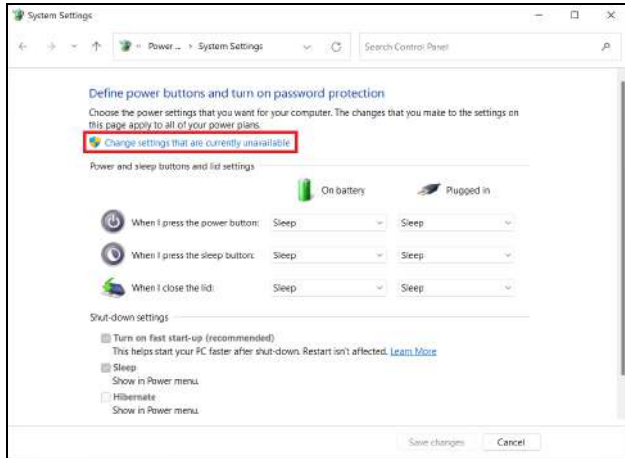 System Settings
Power ... > System Settings
Search Control Panel
Define power buttons and turn on password protection
Choose the power settings that you want for your computer. The changes that you make to the settings on
this page apply to all of your power plans.
Change settings that are currently unavailable
Power and sleep buttons and lid settings
On battery Plugged in
When I press the power button: Sleep Sleep
When I press the sleep button: Sleep Sleep
When I close the lid: Sleep Sleep
Shut-down settings
Turn on fast start-up (recommended)
This helps start your PC faster after shut-down. Restart isn't affected. Learn More
Sleep
Show in Power menu.
Hibernate
Show in Power menu.
Save changes Cancel